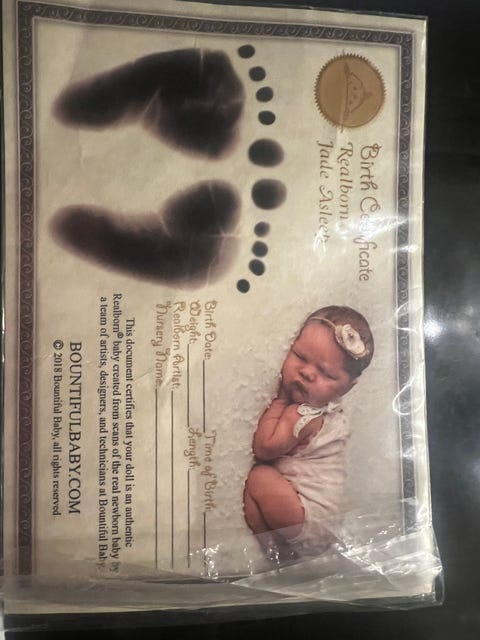 Birth Certificate
Realborn®
Jade Asleep
Birth Date: Time of Birth:
Weight: Length:
Realborn Artist:
Nursery Name:
This document certifies that your doll is an authentic
Realborn® baby created from scans of the real newborn baby by
a team of artists, designers, and technicians at Bountiful Baby.
BOUNTIFULBABY.COM
© 2018 Bountiful Baby, all rights reserved